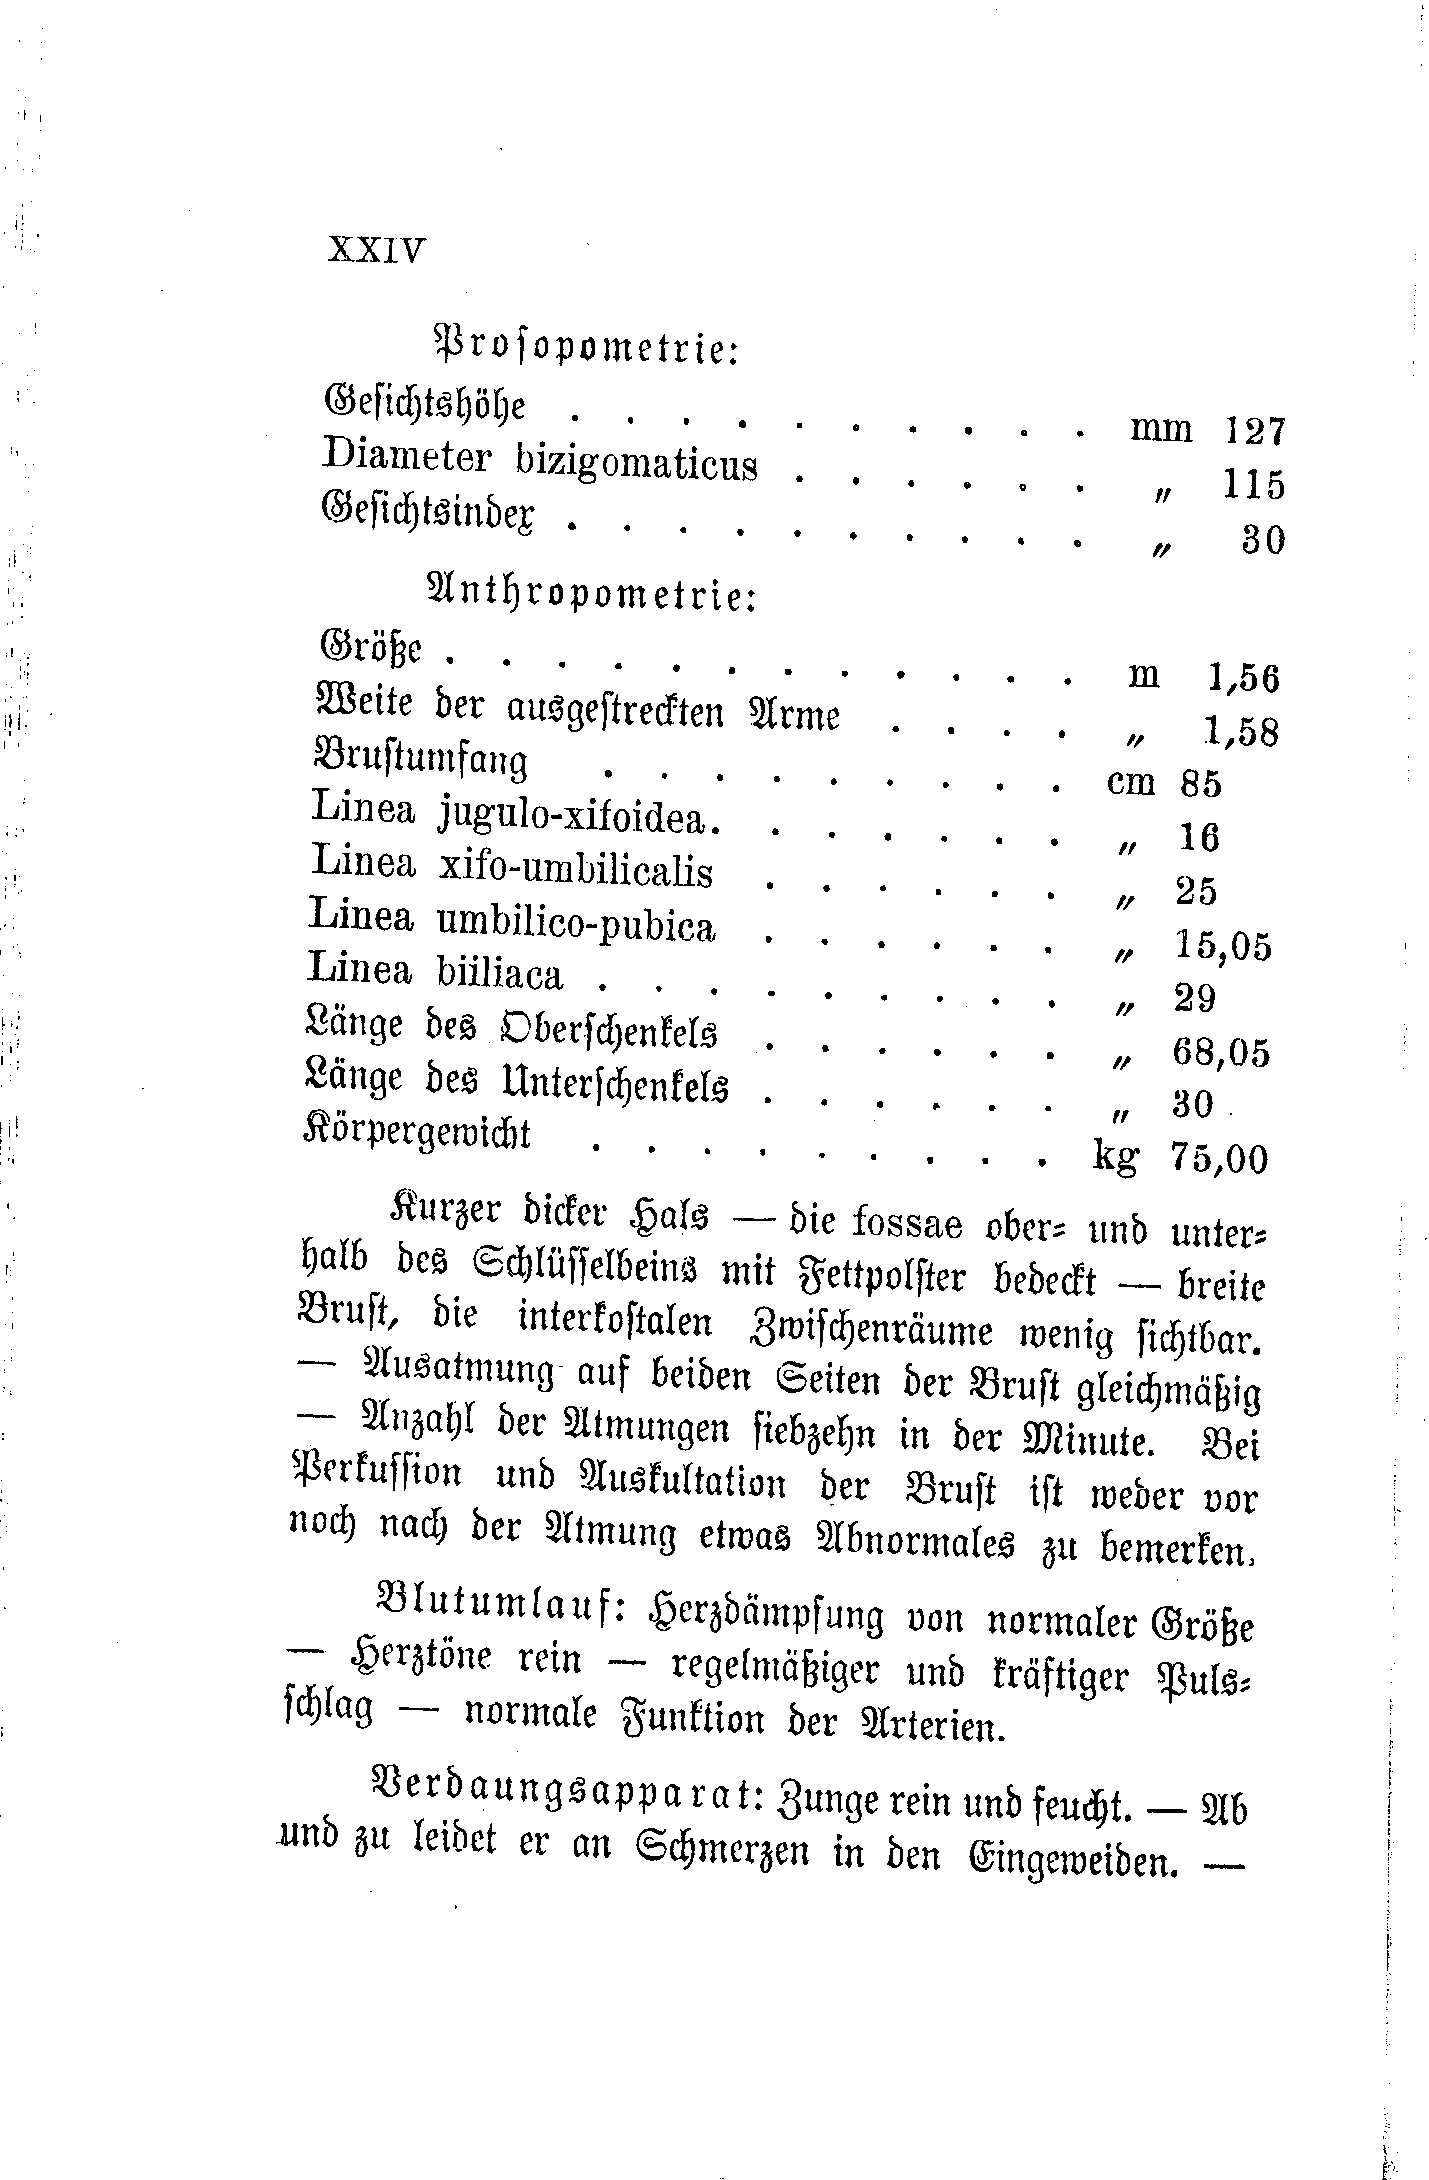 XXIV
Prosopometrie:
Gesichtshöhe . . . . . . . . . . mm 127
Diameter bizigomaticus . . . . . . „ 115
Gesichtsindex . . . . . . . . . . „ 30
Anthropometrie:
Größe . . . . . . . . . . . . m 1,56
Weite der ausgestreckten Arme . . . . „ 1,58
Brustumfang . . . . . . . . . cm 85
Linea jugulo-xifoidea. . . . . . . „ 16
Linea xifo-umbilicalis . . . . . . „ 25
Linea umbilico-pubica . . . . . . „ 15,05
Linea biiliaca . . . . . . . . . „ 29
Länge des Oberschenkels . . . . . . „ 68,05
Länge des Unterschenkels . . . . . . „ 30
Körpergewicht . . . . . . . . . kg 75,00
Kurzer dicker Hals — die fossae ober- und unter-
halb des Schlüsselbeins mit Fettpolster bedeckt — breite
Brust, die interkostalen Zwischenräume wenig sichtbar.
— Ausatmung auf beiden Seiten der Brust gleichmäßig
— Anzahl der Atmungen siebzehn in der Minute. Bei
Perkussion und Auskultation der Brust ist weder vor
noch nach der Atmung etwas Abnormales zu bemerken.
Blutumlauf: Herzdämpfung von normaler Größe
— Herztöne rein — regelmäßiger und kräftiger Puls-
schlag — normale Funktion der Arterien.
Verdaungsapparat: Zunge rein und feucht. — Ab
und zu leidet er an Schmerzen in den Eingeweiden. —